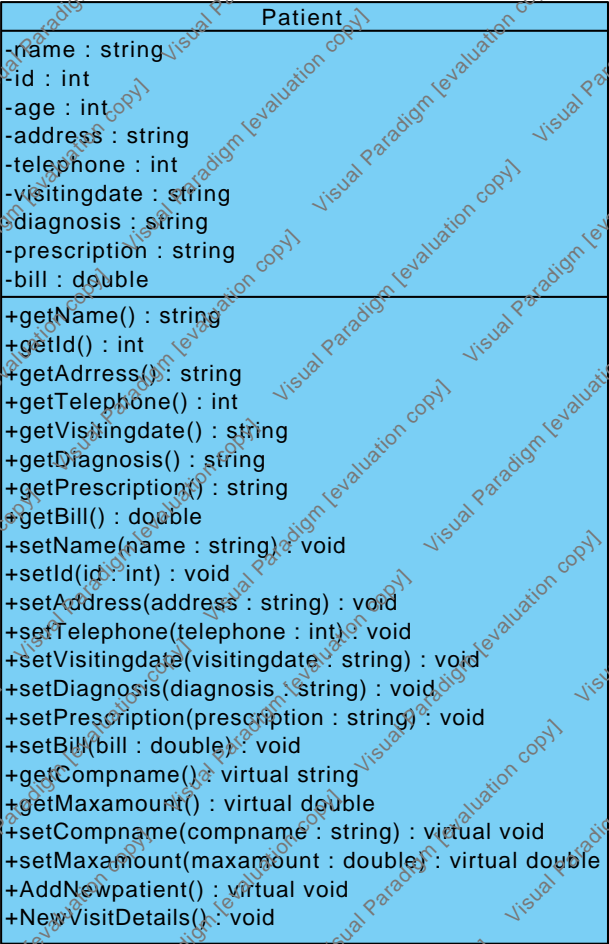 Patient
-name : string
-id : int
-age : int
-address : string
-telephone : int
-visitingdate : string
-diagnosis : string
-prescription : string
-bill : double
+getName() : string
+getId() : int
+getAdrress() : string
+getTelephone() : int
+getVisitingdate() : string
+getDiagnosis() : string
+getPrescription() : string
+getBill() : double
+setName(name : string) : void
+setId(id : int) : void
+setAddress(address : string) : void
+setTelephone(telephone : int) : void
+setVisitingdate(visitingdate : string) : void
+setDiagnosis(diagnosis : string) : void
+setPrescription(prescription : string) : void
+setBill(bill : double) : void
+getCompname() : virtual string
+getMaxamount() : virtual double
+setCompname(compname : string) : virtual void
+setMaxamount(maxamount : double) : virtual double
+AddNewpatient() : virtual void
+NewVisitDetails() : void
Visual Paradigm [evaluation copy]